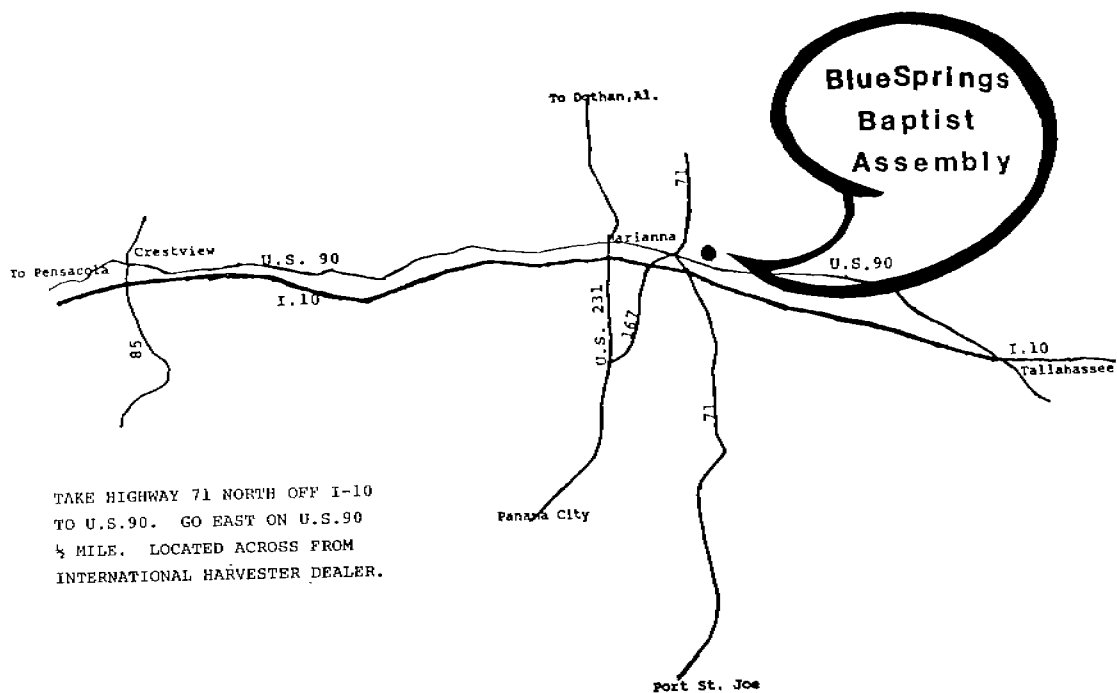 BlueSprings
Baptist
Assembly
To Dothan,Al.
71
Marianna
Crestview
To Pensacola
U.S. 90
U.S.90
I.10
U.S. 231
167
85
I.10
Tallahassee
71
TAKE HIGHWAY 71 NORTH OFF I-10
TO U.S.90. GO EAST ON U.S.90
½ MILE. LOCATED ACROSS FROM
INTERNATIONAL HARVESTER DEALER.
Panama City
Port St. Joe